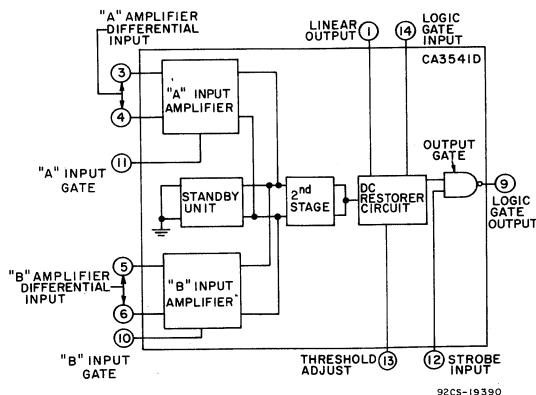 "A" AMPLIFIER
DIFFERENTIAL
INPUT
LINEAR
OUTPUT
1
14
LOGIC
GATE
INPUT
CA3541D
3
4
"A" INPUT
AMPLIFIER
11
"A" INPUT
GATE
STANDBY
UNIT
2nd
STAGE
DC
RESTORER
CIRCUIT
OUTPUT
GATE
9
LOGIC
GATE
OUTPUT
5
"B" AMPLIFIER
DIFFERENTIAL
INPUT
6
"B" INPUT
AMPLIFIER
10
"B" INPUT
GATE
THRESHOLD
ADJUST
13
12
STROBE
INPUT
92CS-19390